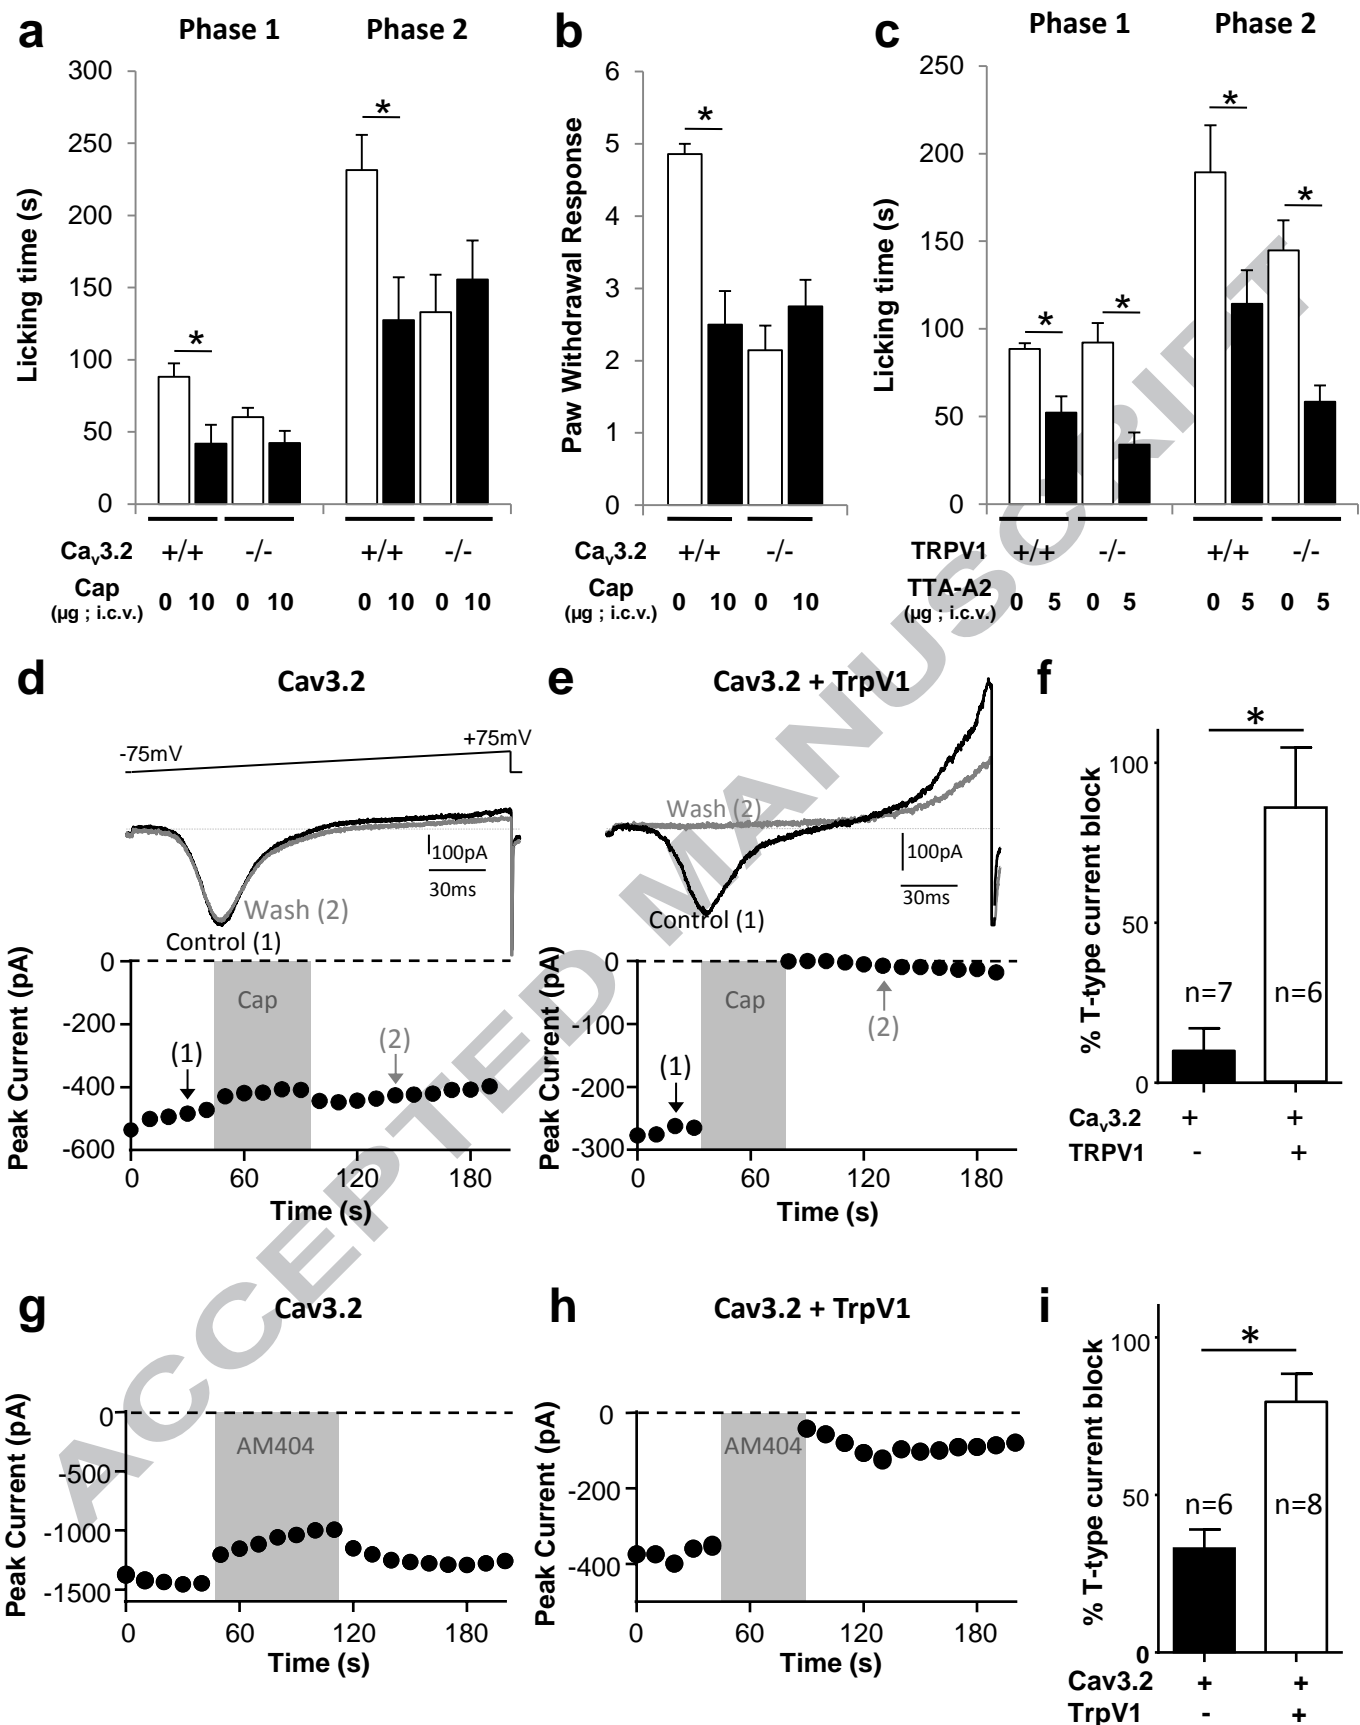 a
Phase 1
Phase 2
Licking time (s)
300
250
200
150
100
50
0
*
*
Cav3.2
+/+
-/-
+/+
-/-
Cap
(µg ; i.c.v.)
0 10 0 10 0 10 0 10
b
Paw Withdrawal Response
6
5
4
3
2
1
0
*
Cav3.2
+/+
-/-
Cap
(µg ; i.c.v.)
0 10 0 10
c
Phase 1
Phase 2
Licking time (s)
250
200
150
100
50
0
*
*
*
*
TRPV1
+/+
-/-
+/+
-/-
TTA-A2
(µg ; i.c.v.)
0 5 0 5 0 5 0 5
d
Cav3.2
-75mV
+75mV
100pA
30ms
Wash (2)
Control (1)
Peak Current (pA)
0
-200
-400
-600
Cap
(1)
(2)
0 60 120 180
Time (s)
e
Cav3.2 + TrpV1
Wash (2)
100pA
30ms
Control (1)
Peak Current (pA)
0
-100
-200
-300
Cap
(1)
(2)
0 60 120 180
Time (s)
f
% T-type current block
100
50
0
*
n=7
n=6
Cav3.2 + +
TRPV1 - +
g
Cav3.2
Peak Current (pA)
0
-500
-1000
-1500
AM404
0 60 120 180
Time (s)
h
Cav3.2 + TrpV1
Peak Current (pA)
0
-200
-400
AM404
0 60 120 180
Time (s)
i
% T-type current block
100
50
0
*
n=6
n=8
Cav3.2 + +
TrpV1 - +
ACCEPTED MANUSCRIPT